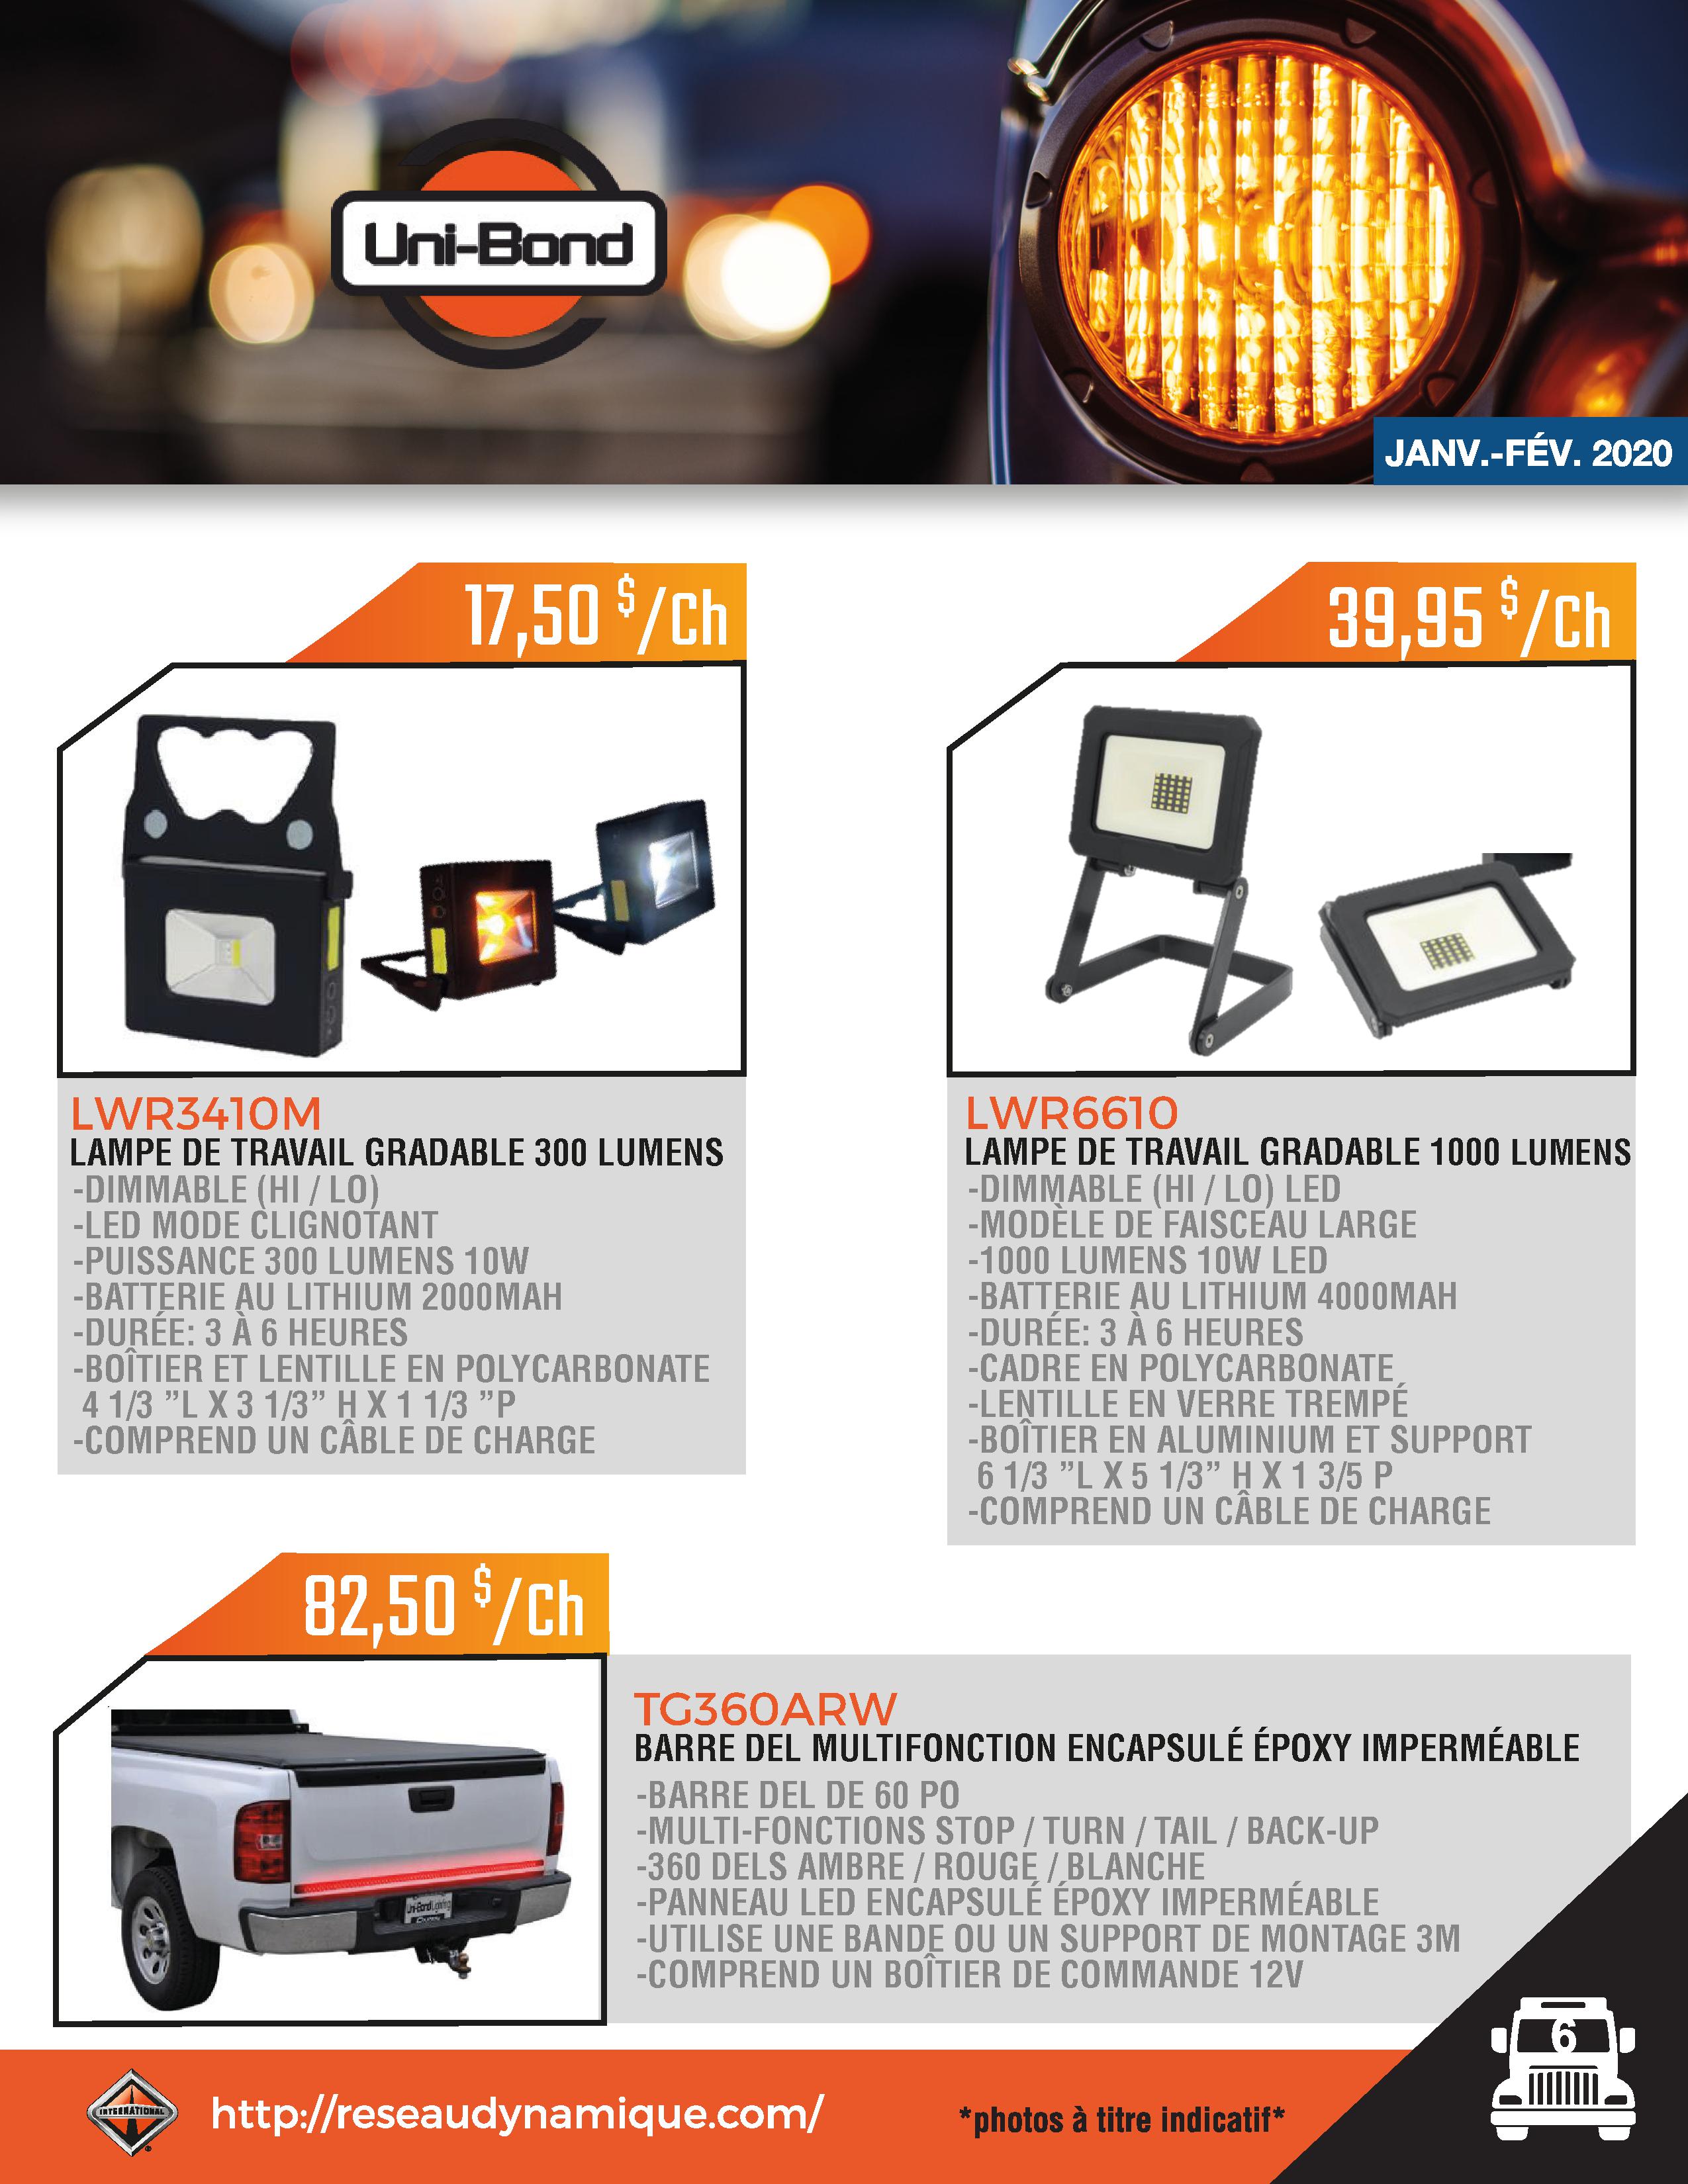 Uni-Bond
JANV.-FÉV. 2020
17,50 $/Ch
LWR3410M
LAMPE DE TRAVAIL GRADABLE 300 LUMENS
-DIMMABLE (HI / LO)
-LED MODE CLIGNOTANT
-PUISSANCE 300 LUMENS 10W
-BATTERIE AU LITHIUM 2000MAH
-DURÉE: 3 À 6 HEURES
-BOÎTIER ET LENTILLE EN POLYCARBONATE
4 1/3 ”L X 3 1/3” H X 1 1/3 ”P
-COMPREND UN CÂBLE DE CHARGE
39,95 $/Ch
LWR6610
LAMPE DE TRAVAIL GRADABLE 1000 LUMENS
-DIMMABLE (HI / LO) LED
-MODÈLE DE FAISCEAU LARGE
-1000 LUMENS 10W LED
-BATTERIE AU LITHIUM 4000MAH
-DURÉE: 3 À 6 HEURES
-CADRE EN POLYCARBONATE
-LENTILLE EN VERRE TREMPÉ
-BOÎTIER EN ALUMINIUM ET SUPPORT
6 1/3 ”L X 5 1/3” H X 1 3/5 P
-COMPREND UN CÂBLE DE CHARGE
82,50 $/Ch
Uni-Bond Lighting
TG360ARW
BARRE DEL MULTIFONCTION ENCAPSULÉ ÉPOXY IMPERMÉABLE
-BARRE DEL DE 60 PO
-MULTI-FONCTIONS STOP / TURN / TAIL / BACK-UP
-360 DELS AMBRE / ROUGE / BLANCHE
-PANNEAU LED ENCAPSULÉ ÉPOXY IMPERMÉABLE
-UTILISE UNE BANDE OU UN SUPPORT DE MONTAGE 3M
-COMPREND UN BOÎTIER DE COMMANDE 12V
6
INTERNATIONAL
®
http://reseaudynamique.com/
*photos à titre indicatif*